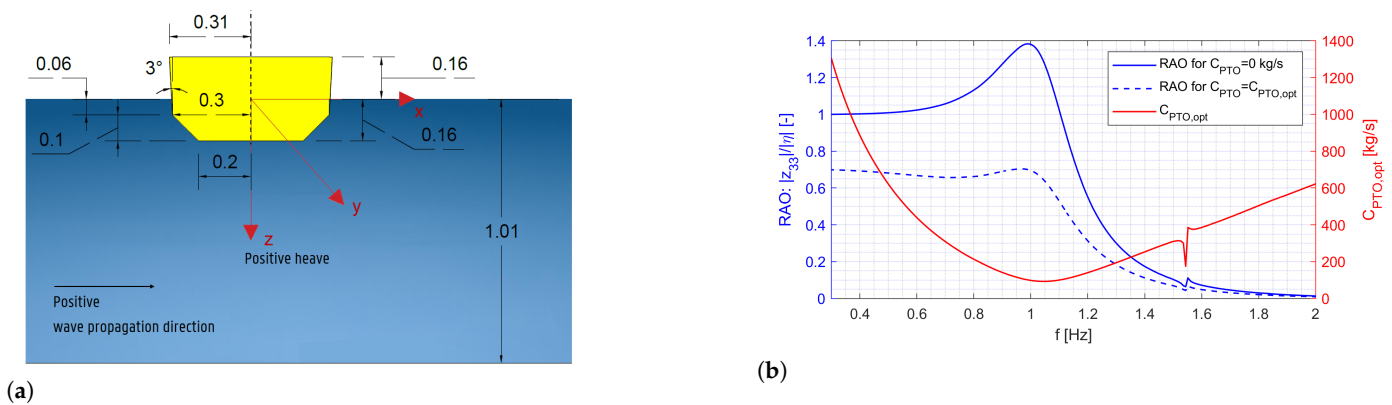 0.31
0.06
3°
0.16
0.3
x
0.1
0.16
0.2
y
z
1.01
Positive heave
Positive
wave propagation direction
(a)
1.4
1.2
1
0.8
0.6
0.4
0.2
0
RAO: |z33|/|η| [-]
1400
1200
1000
800
600
400
200
0
CPTO,opt [kg/s]
RAO for CPTO=0 kg/s
RAO for CPTO=CPTO,opt
CPTO,opt
0.4 0.6 0.8 1 1.2 1.4 1.6 1.8 2
f [Hz]
(b)